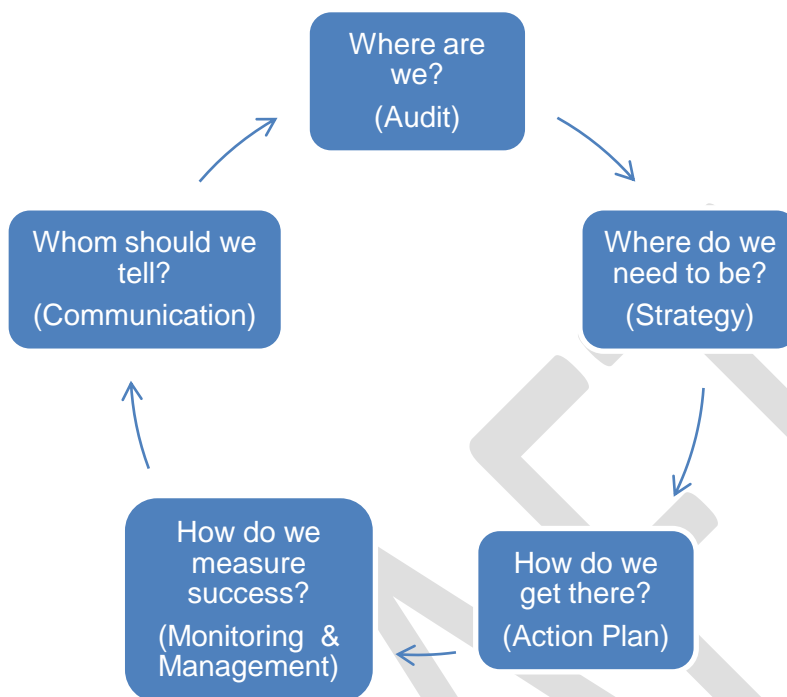 Where are
we?
(Audit)
Where do we
need to be?
(Strategy)
How do we
get there?
(Action Plan)
How do we
measure
success?
(Monitoring &
Management)
Whom should we
tell?
(Communication)